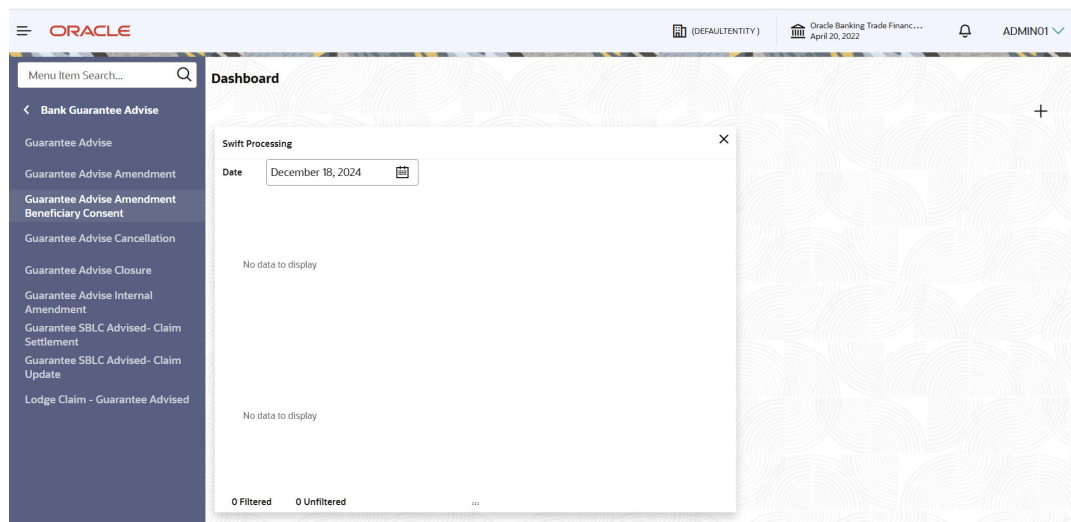 ORACLE
(DEFAULTENTITY)
Oracle Banking Trade Financ...
April 20, 2022
ADMIN01
Menu Item Search...
Bank Guarantee Advise
Guarantee Advise
Guarantee Advise Amendment
Guarantee Advise Amendment
Beneficiary Consent
Guarantee Advise Cancellation
Guarantee Advise Closure
Guarantee Advise Internal
Amendment
Guarantee SBLC Advised- Claim
Settlement
Guarantee SBLC Advised- Claim
Update
Lodge Claim - Guarantee Advised
Dashboard
Swift Processing
Date December 18, 2024
No data to display
No data to display
0 Filtered 0 Unfiltered